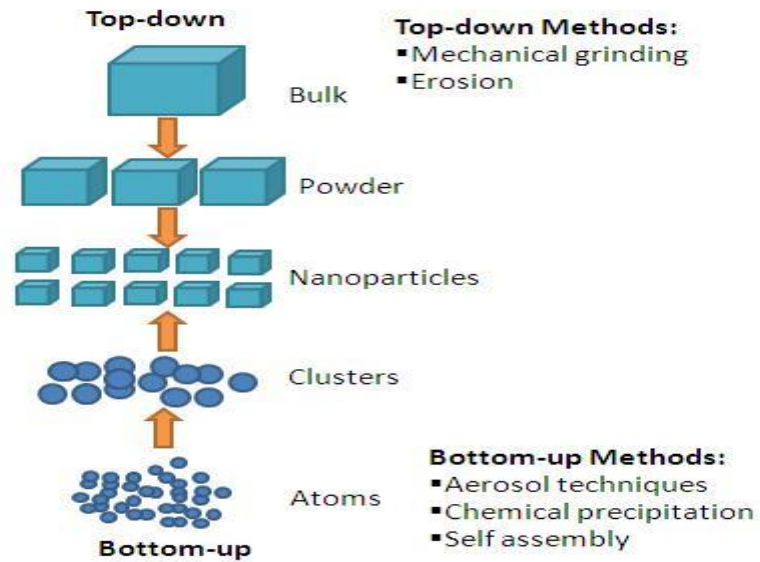 Top-down
Top-down Methods:
▪Mechanical grinding
▪Erosion
Bulk
Powder
Nanoparticles
Clusters
Atoms
Bottom-up
Bottom-up Methods:
▪Aerosol techniques
▪Chemical precipitation
▪Self assembly